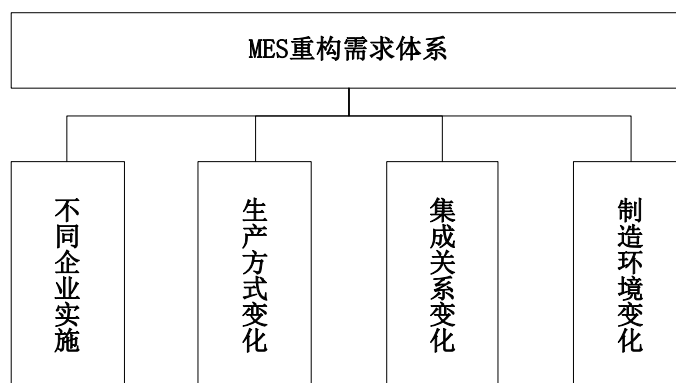 MES重构需求体系
不同企业实施
生产方式变化
集成关系变化
制造环境变化